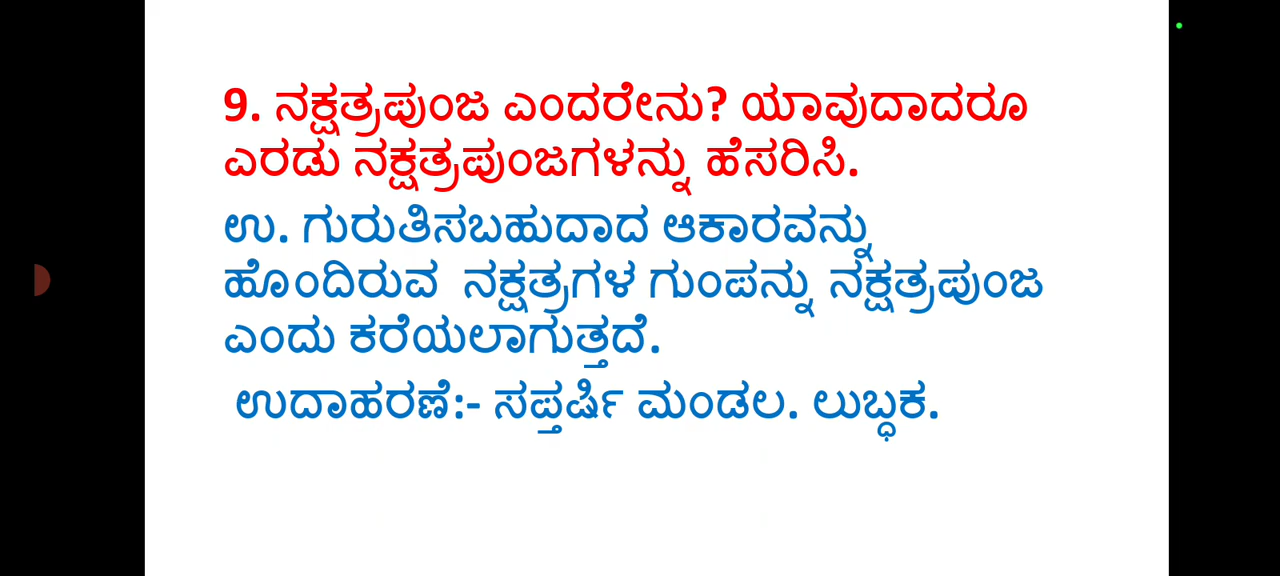 9. ನಕ್ಷತ್ರಪುಂಜ ಎಂದರೇನು? ಯಾವುದಾದರೂ
ಎರಡು ನಕ್ಷತ್ರಪುಂಜಗಳನ್ನು ಹೆಸರಿಸಿ.
ಉ. ಗುರುತಿಸಬಹುದಾದ ಆಕಾರವನ್ನು
ಹೊಂದಿರುವ ನಕ್ಷತ್ರಗಳ ಗುಂಪನ್ನು ನಕ್ಷತ್ರಪುಂಜ
ಎಂದು ಕರೆಯಲಾಗುತ್ತದೆ.
ಉದಾಹರಣೆ:- ಸಪ್ತರ್ಷಿ ಮಂಡಲ. ಲುಬ್ಧಕ.